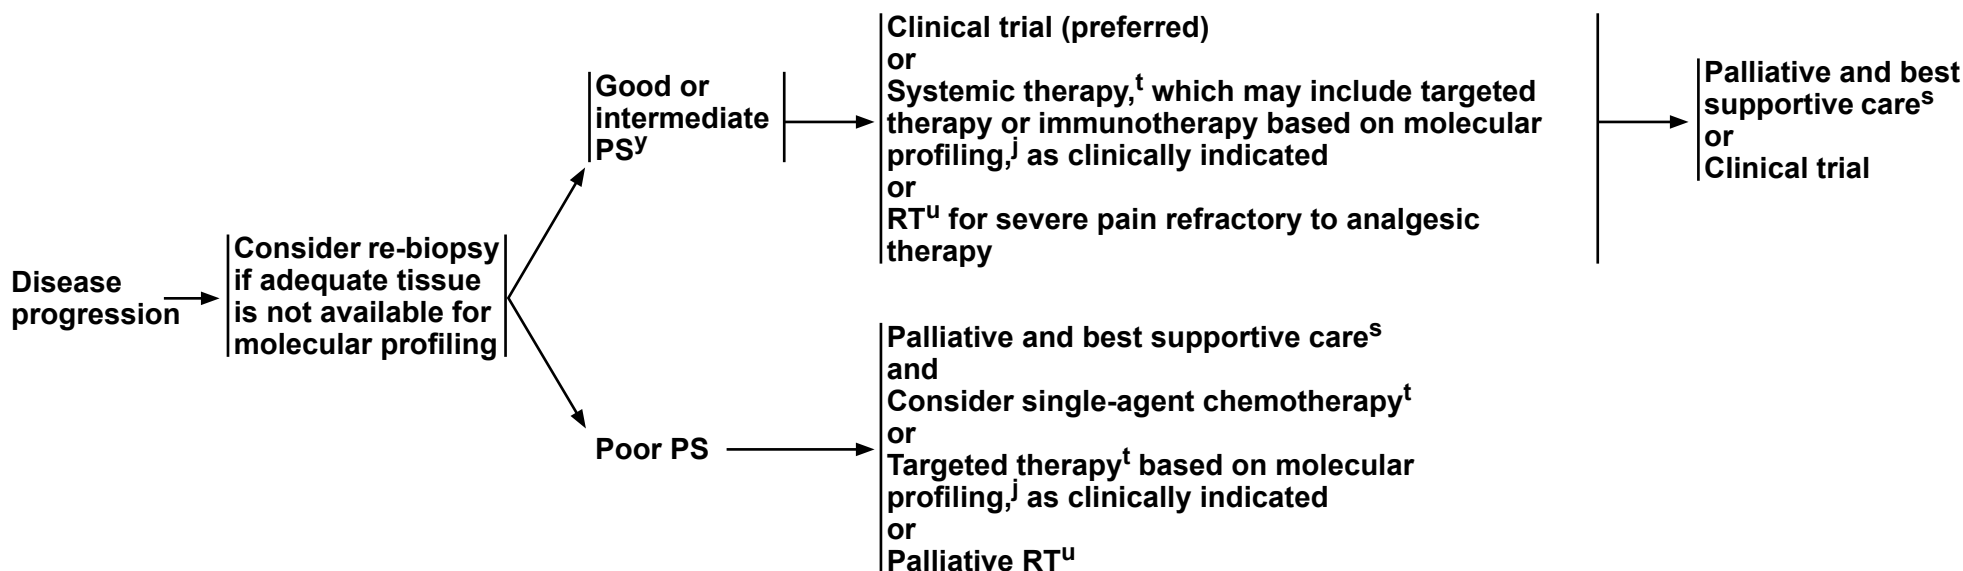 Disease
progression
Consider re-biopsy
if adequate tissue
is not available for
molecular profiling
Good or
intermediate
PSʸ
Clinical trial (preferred)
or
Systemic therapy,ᵗ which may include targeted
therapy or immunotherapy based on molecular
profiling,ʲ as clinically indicated
or
RTᵘ for severe pain refractory to analgesic
therapy
Palliative and best
supportive careˢ
or
Clinical trial
Poor PS
Palliative and best supportive careˢ
and
Consider single-agent chemotherapyᵗ
or
Targeted therapyᵗ based on molecular
profiling,ʲ as clinically indicated
or
Palliative RTᵘ